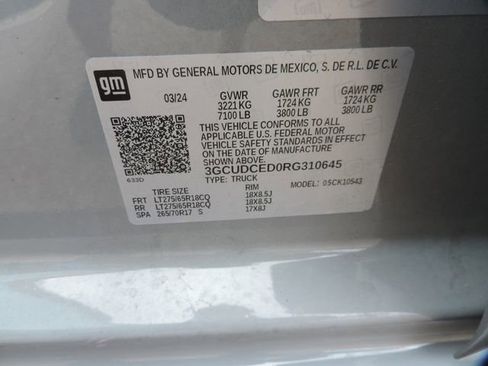 gm
MFD BY GENERAL MOTORS DE MEXICO, S. DE R.L. DE C.V.
03/24 GVWR GAWR FRT GAWR RR
3221 KG 1724 KG 1724 KG
7100 LB 3800 LB 3800 LB
THIS VEHICLE CONFORMS TO ALL
APPLICABLE U.S. FEDERAL MOTOR
VEHICLE SAFETY STANDARDS IN EFFECT
ON THE DATE OF MANUFACTURE
SHOWN ABOVE.
3GCUDCED0RG310645
633D TYPE: TRUCK MODEL: 05CK10543
TIRE SIZE RIM
FRT LT275/65R18CQ 18X8.5J
RR LT275/65R18CQ 18X8.5J
SPA 265/70R17 S 17X8J